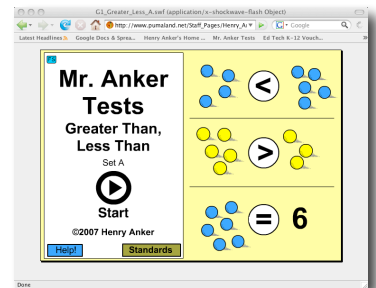 G1_Greater_Less_A.swf (application/x-shockwave-flash Object)
http://www.pumaland.net/Staff_Pages/Henry_A
Google
Latest Headlines
Google Docs & Sprea...
Henry Anker's Home ...
Mr. Anker Tests
Ed Tech K-12 Vouch...
Mr. Anker
Tests
Greater Than,
Less Than
Set A
Start
©2007 Henry Anker
Help!
Standards
<
>
= 6
Done